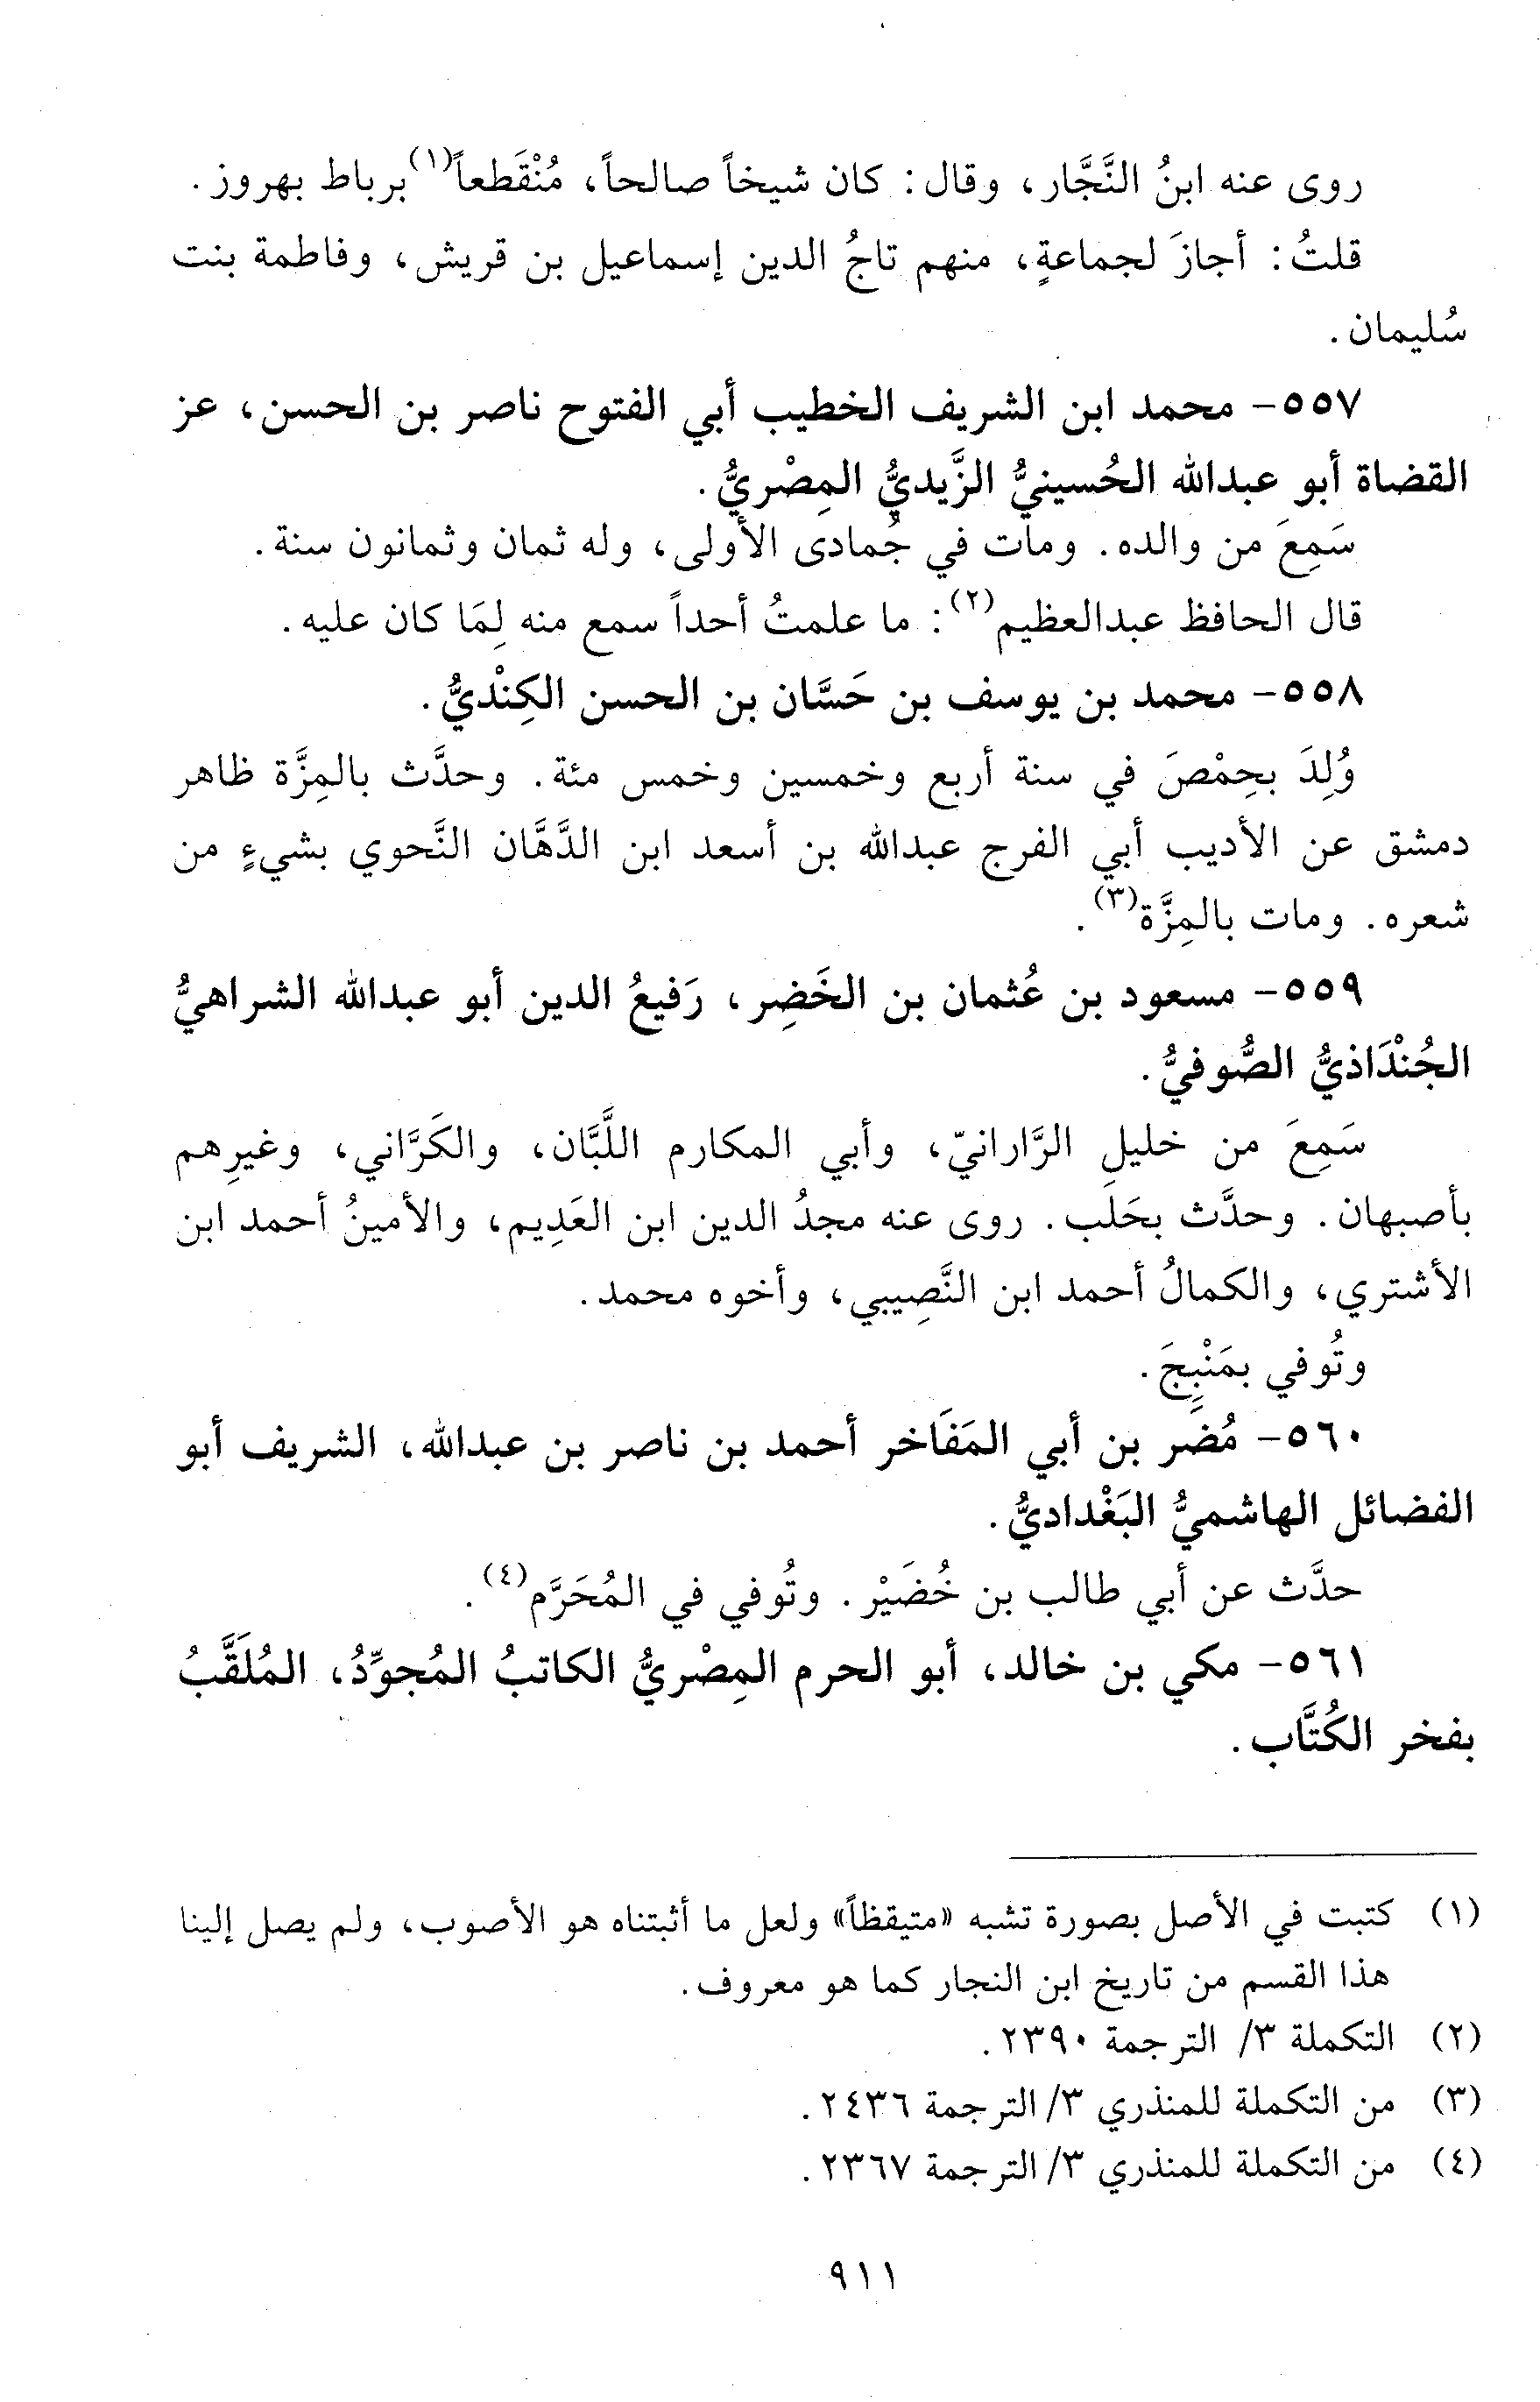 روى عنه ابنُ النَّجَّار، وقال: كان شيخاً صالحاً، مُنْقَطعاً(١) برباط بهروز.
قلتُ: أجازَ لجماعةٍ، منهم تاجُ الدين إسماعيل بن قريش، وفاطمة بنت
سُليمان.
٥٥٧- محمد ابن الشريف الخطيب أبي الفتوح ناصر بن الحسن، عز
القضاة أبو عبدالله الحُسينيُّ الزَّيديُّ المِصْريُّ.
سَمِعَ من والده. ومات في جُمادى الأولى، وله ثمان وثمانون سنة.
قال الحافظ عبدالعظيم(٢): ما علمتُ أحداً سمع منه لِمَا كان عليه.
٥٥٨- محمد بن يوسف بن حَسَّان بن الحسن الكِنْديُّ.
وُلِدَ بحِمْصَ في سنة أربع وخمسين وخمس مئة. وحدَّث بالمِزَّة ظاهر
دمشق عن الأديب أبي الفرج عبدالله بن أسعد ابن الدَّهَّان النَّحوي بشيءٍ من
شعره. ومات بالمِزَّة(٣).
٥٥٩- مسعود بن عُثمان بن الخَضِر، رَفيعُ الدين أبو عبدالله الشراهيُّ
الجُنْدَاذيُّ الصُّوفيُّ.
سَمِعَ من خليلِ الرَّارانيّ، وأبي المكارم اللَّبَّان، والكَرَّاني، وغيرِهم
بأصبهان. وحدَّث بحَلَب. روى عنه مجدُ الدين ابن العَدِيم، والأمينُ أحمد ابن
الأشتري، والكمالُ أحمد ابن النَّصِيبي، وأخوه محمد.
وتُوفي بمَنْبِجَ.
٥٦٠- مُضَر بن أبي المَفَاخر أحمد بن ناصر بن عبدالله، الشريف أبو
الفضائل الهاشميُّ البَغْداديُّ.
حدَّث عن أبي طالب بن خُضَيْر. وتُوفي في المُحَرَّم(٤).
٥٦١- مكي بن خالد، أبو الحرم المِصْريُّ الكاتبُ المُجوِّدُ، المُلَقَّبُ
بفخر الكُتَّاب.
(١) كتبت في الأصل بصورة تشبه «متيقظاً» ولعل ما أثبتناه هو الأصوب، ولم يصل إلينا
هذا القسم من تاريخ ابن النجار كما هو معروف.
(٢) التكملة ٣/ الترجمة ٢٣٩٠.
(٣) من التكملة للمنذري ٣/ الترجمة ٢٤٣٦.
(٤) من التكملة للمنذري ٣/ الترجمة ٢٣٦٧.
٩١١